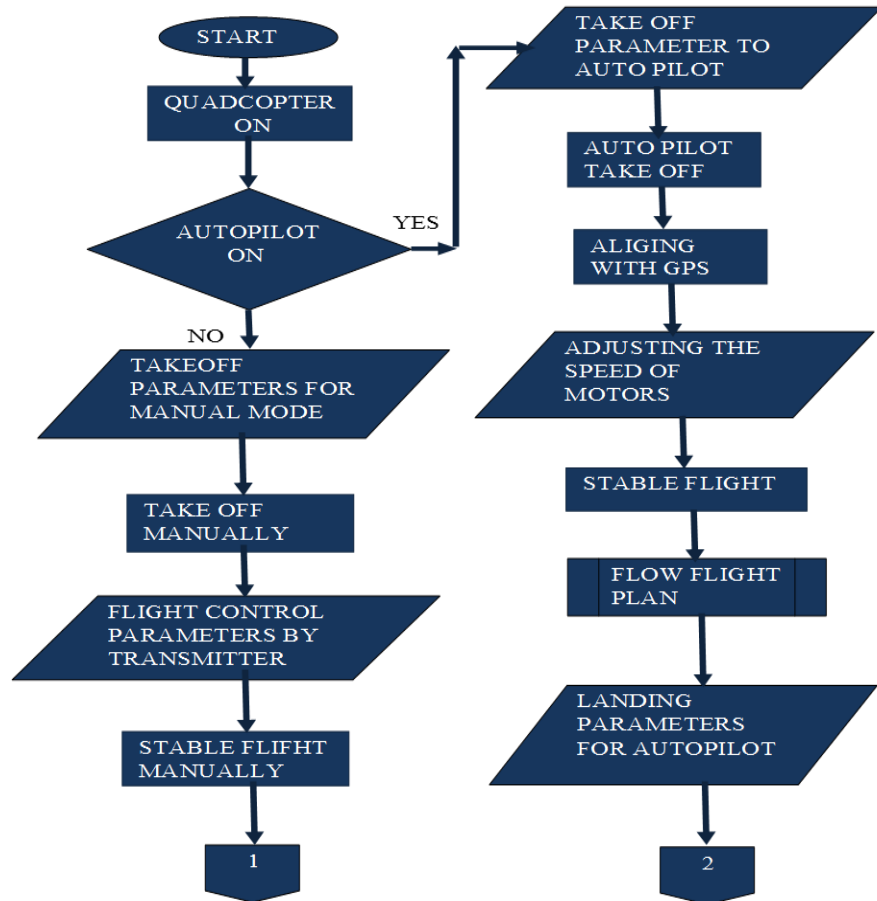 START
QUADCOPTER
ON
AUTOPILOT
ON
YES
NO
TAKEOFF
PARAMETERS FOR
MANUAL MODE
TAKE OFF
MANUALLY
FLIGHT CONTROL
PARAMETERS BY
TRANSMITTER
STABLE FLIFHT
MANUALLY
1
TAKE OFF
PARAMETER TO
AUTO PILOT
AUTO PILOT
TAKE OFF
ALIGING
WITH GPS
ADJUSTING THE
SPEED OF
MOTORS
STABLE FLIGHT
FLOW FLIGHT
PLAN
LANDING
PARAMETERS
FOR AUTOPILOT
2